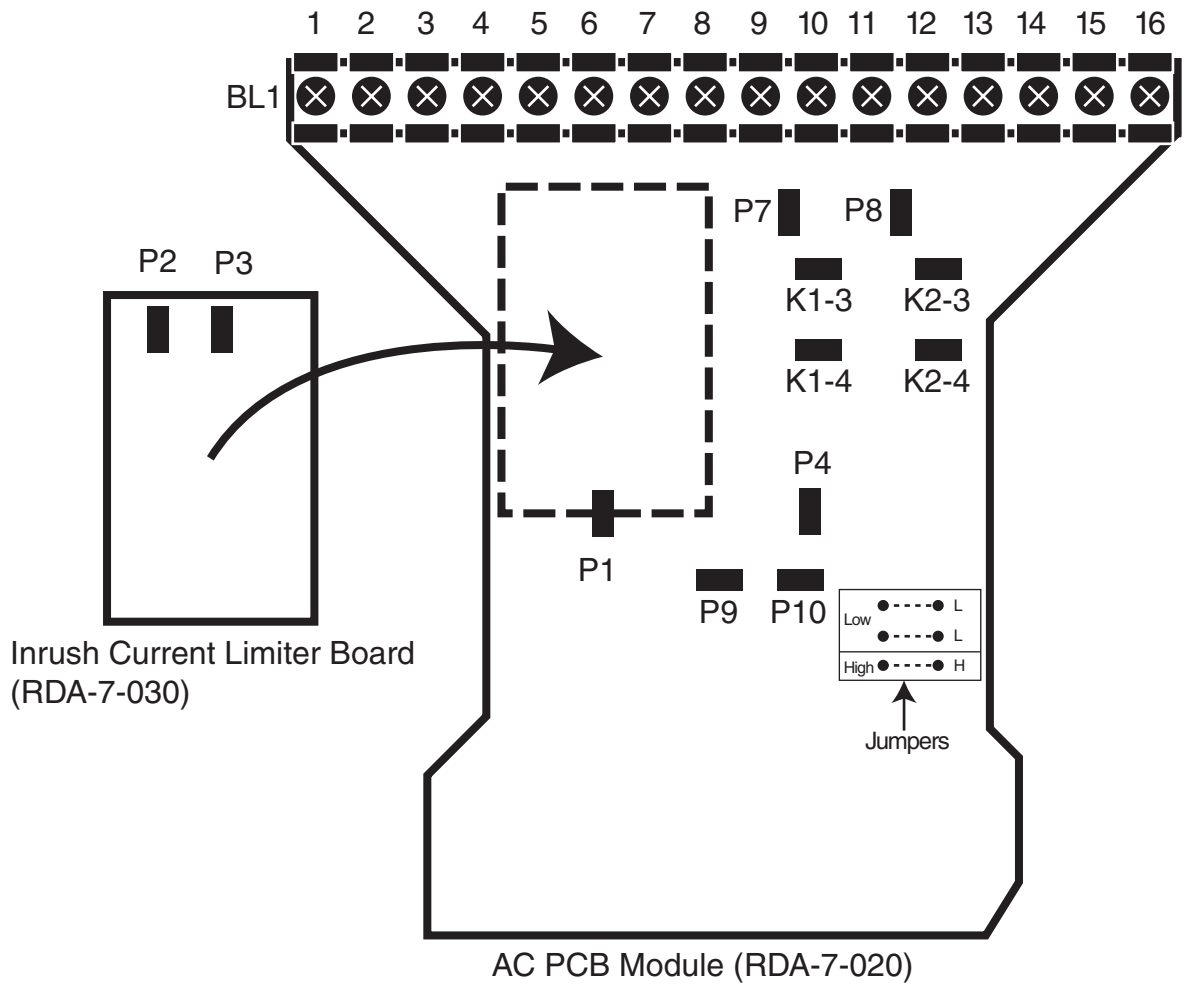 1 2 3 4 5 6 7 8 9 10 11 12 13 14 15 16
BL1
P7 P8
P2 P3
K1-3 K2-3
K1-4 K2-4
P4
P1
P9 P10
Low L
L
High H
Jumpers
Inrush Current Limiter Board
(RDA-7-030)
AC PCB Module (RDA-7-020)